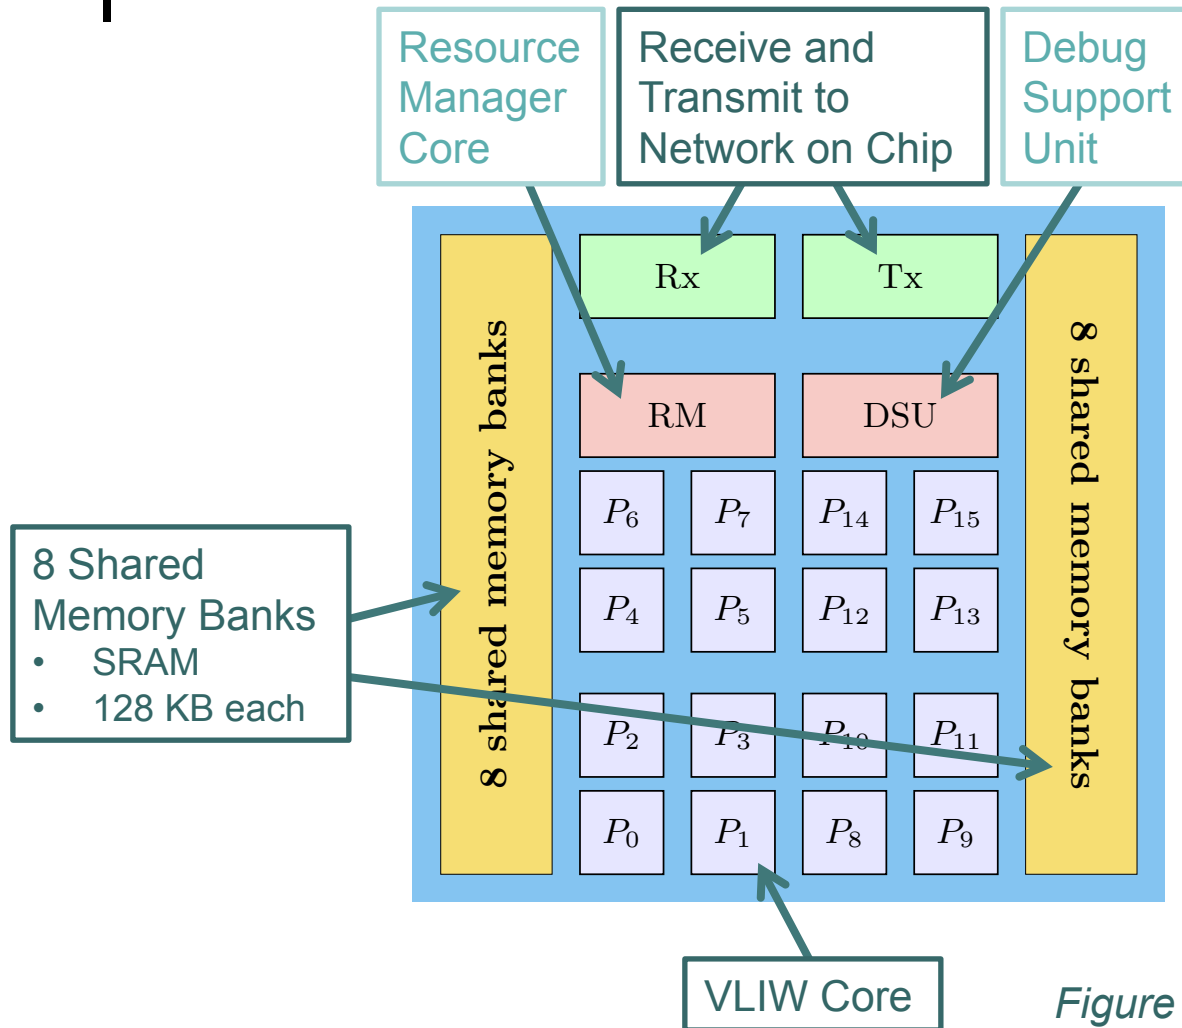 Resource
Manager
Core
Receive and
Transmit to
Network on Chip
Debug
Support
Unit
Rx
Tx
8 shared memory banks
8 shared memory banks
RM
DSU
P6
P7
P14
P15
8 Shared
Memory Banks
• SRAM
• 128 KB each
P4
P5
P12
P13
P2
P3
P10
P11
P0
P1
P8
P9
VLIW Core
Figure